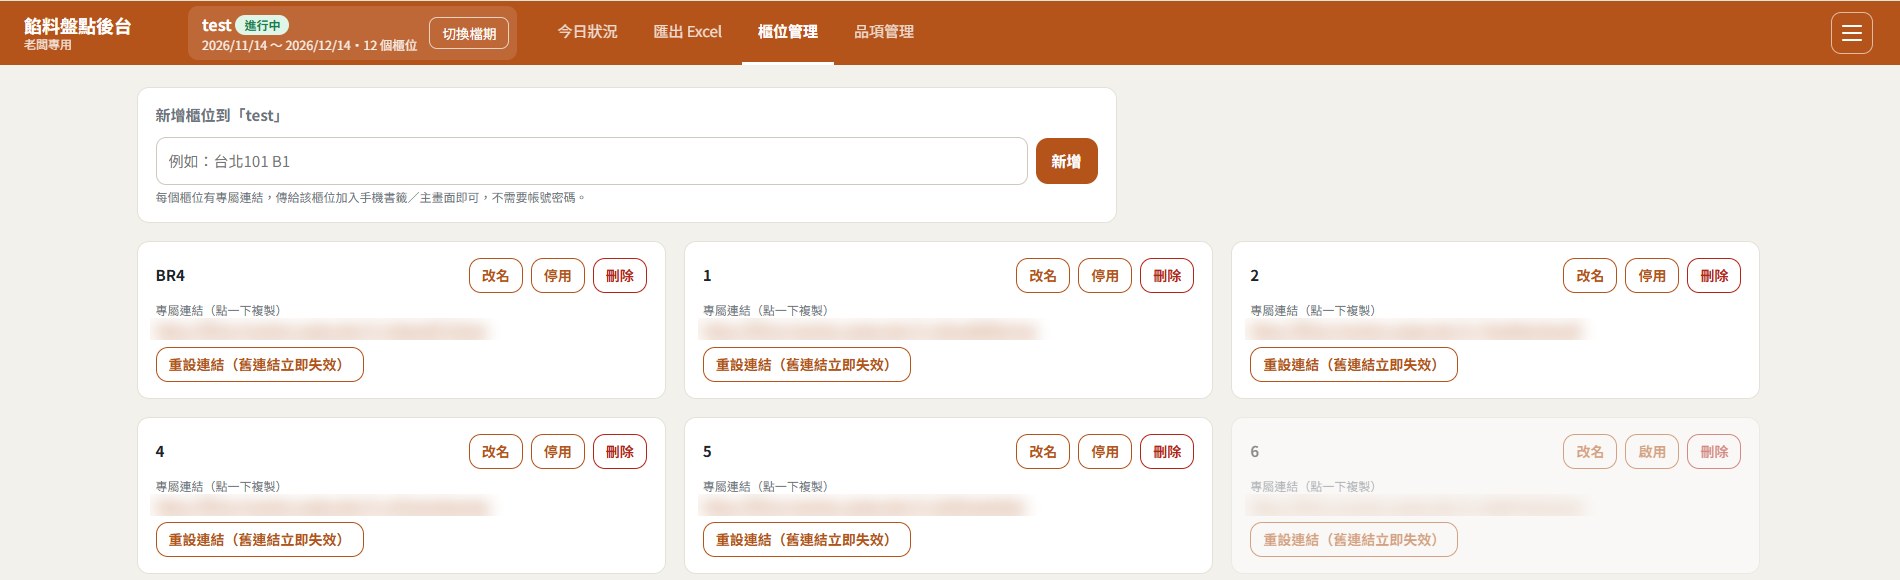 餡料盤點後台
老闆專用
test 進行中
2026/11/14 ～ 2026/12/14・12 個櫃位
切換檔期
今日狀況 匯出 Excel 櫃位管理 品項管理
新增櫃位到「test」
例如：台北101 B1
新增
每個櫃位有專屬連結，傳給該櫃位加入手機書籤／主畫面即可，不需要帳號密碼。
BR4 改名 停用 刪除
專屬連結（點一下複製）
重設連結（舊連結立即失效）
1 改名 停用 刪除
專屬連結（點一下複製）
重設連結（舊連結立即失效）
2 改名 停用 刪除
專屬連結（點一下複製）
重設連結（舊連結立即失效）
4 改名 停用 刪除
專屬連結（點一下複製）
重設連結（舊連結立即失效）
5 改名 停用 刪除
專屬連結（點一下複製）
重設連結（舊連結立即失效）
6 改名 啟用 刪除
專屬連結（點一下複製）
重設連結（舊連結立即失效）